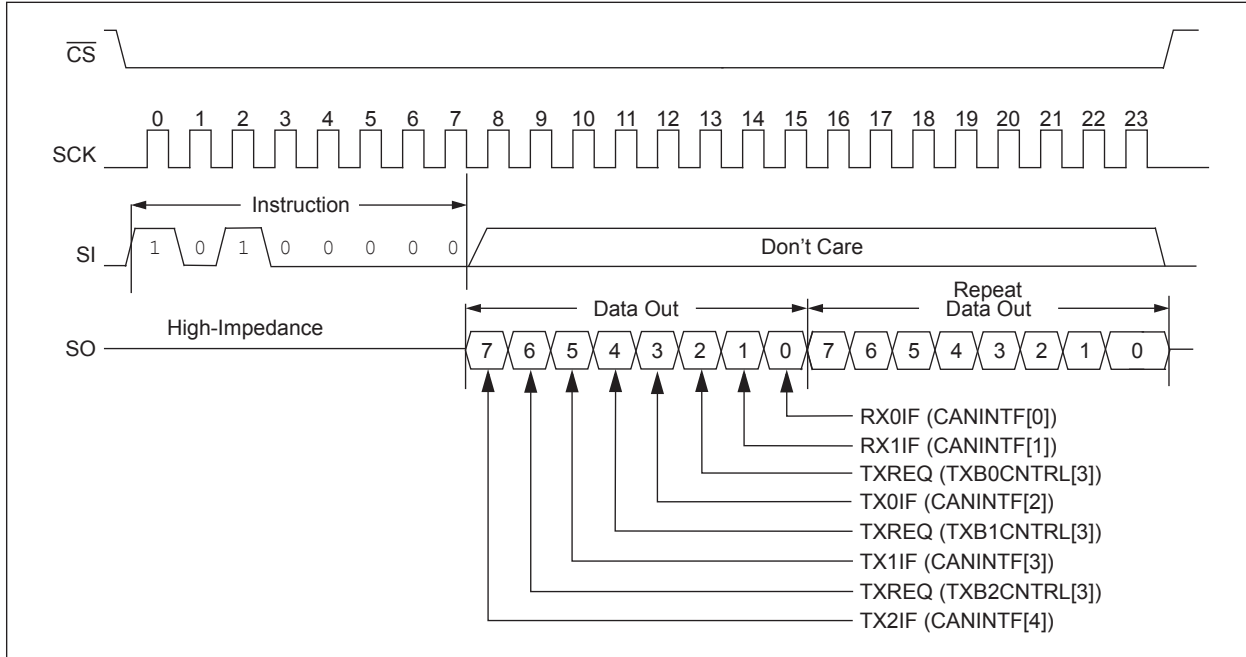 CS
0 1 2 3 4 5 6 7 8 9 10 11 12 13 14 15 16 17 18 19 20 21 22 23
SCK
Instruction
SI 1 0 1 0 0 0 0 0 Don't Care
Repeat
Data Out Data Out
High-Impedance
SO 7 6 5 4 3 2 1 0 7 6 5 4 3 2 1 0
RX0IF (CANINTF[0])
RX1IF (CANINTF[1])
TXREQ (TXB0CNTRL[3])
TX0IF (CANINTF[2])
TXREQ (TXB1CNTRL[3])
TX1IF (CANINTF[3])
TXREQ (TXB2CNTRL[3])
TX2IF (CANINTF[4])